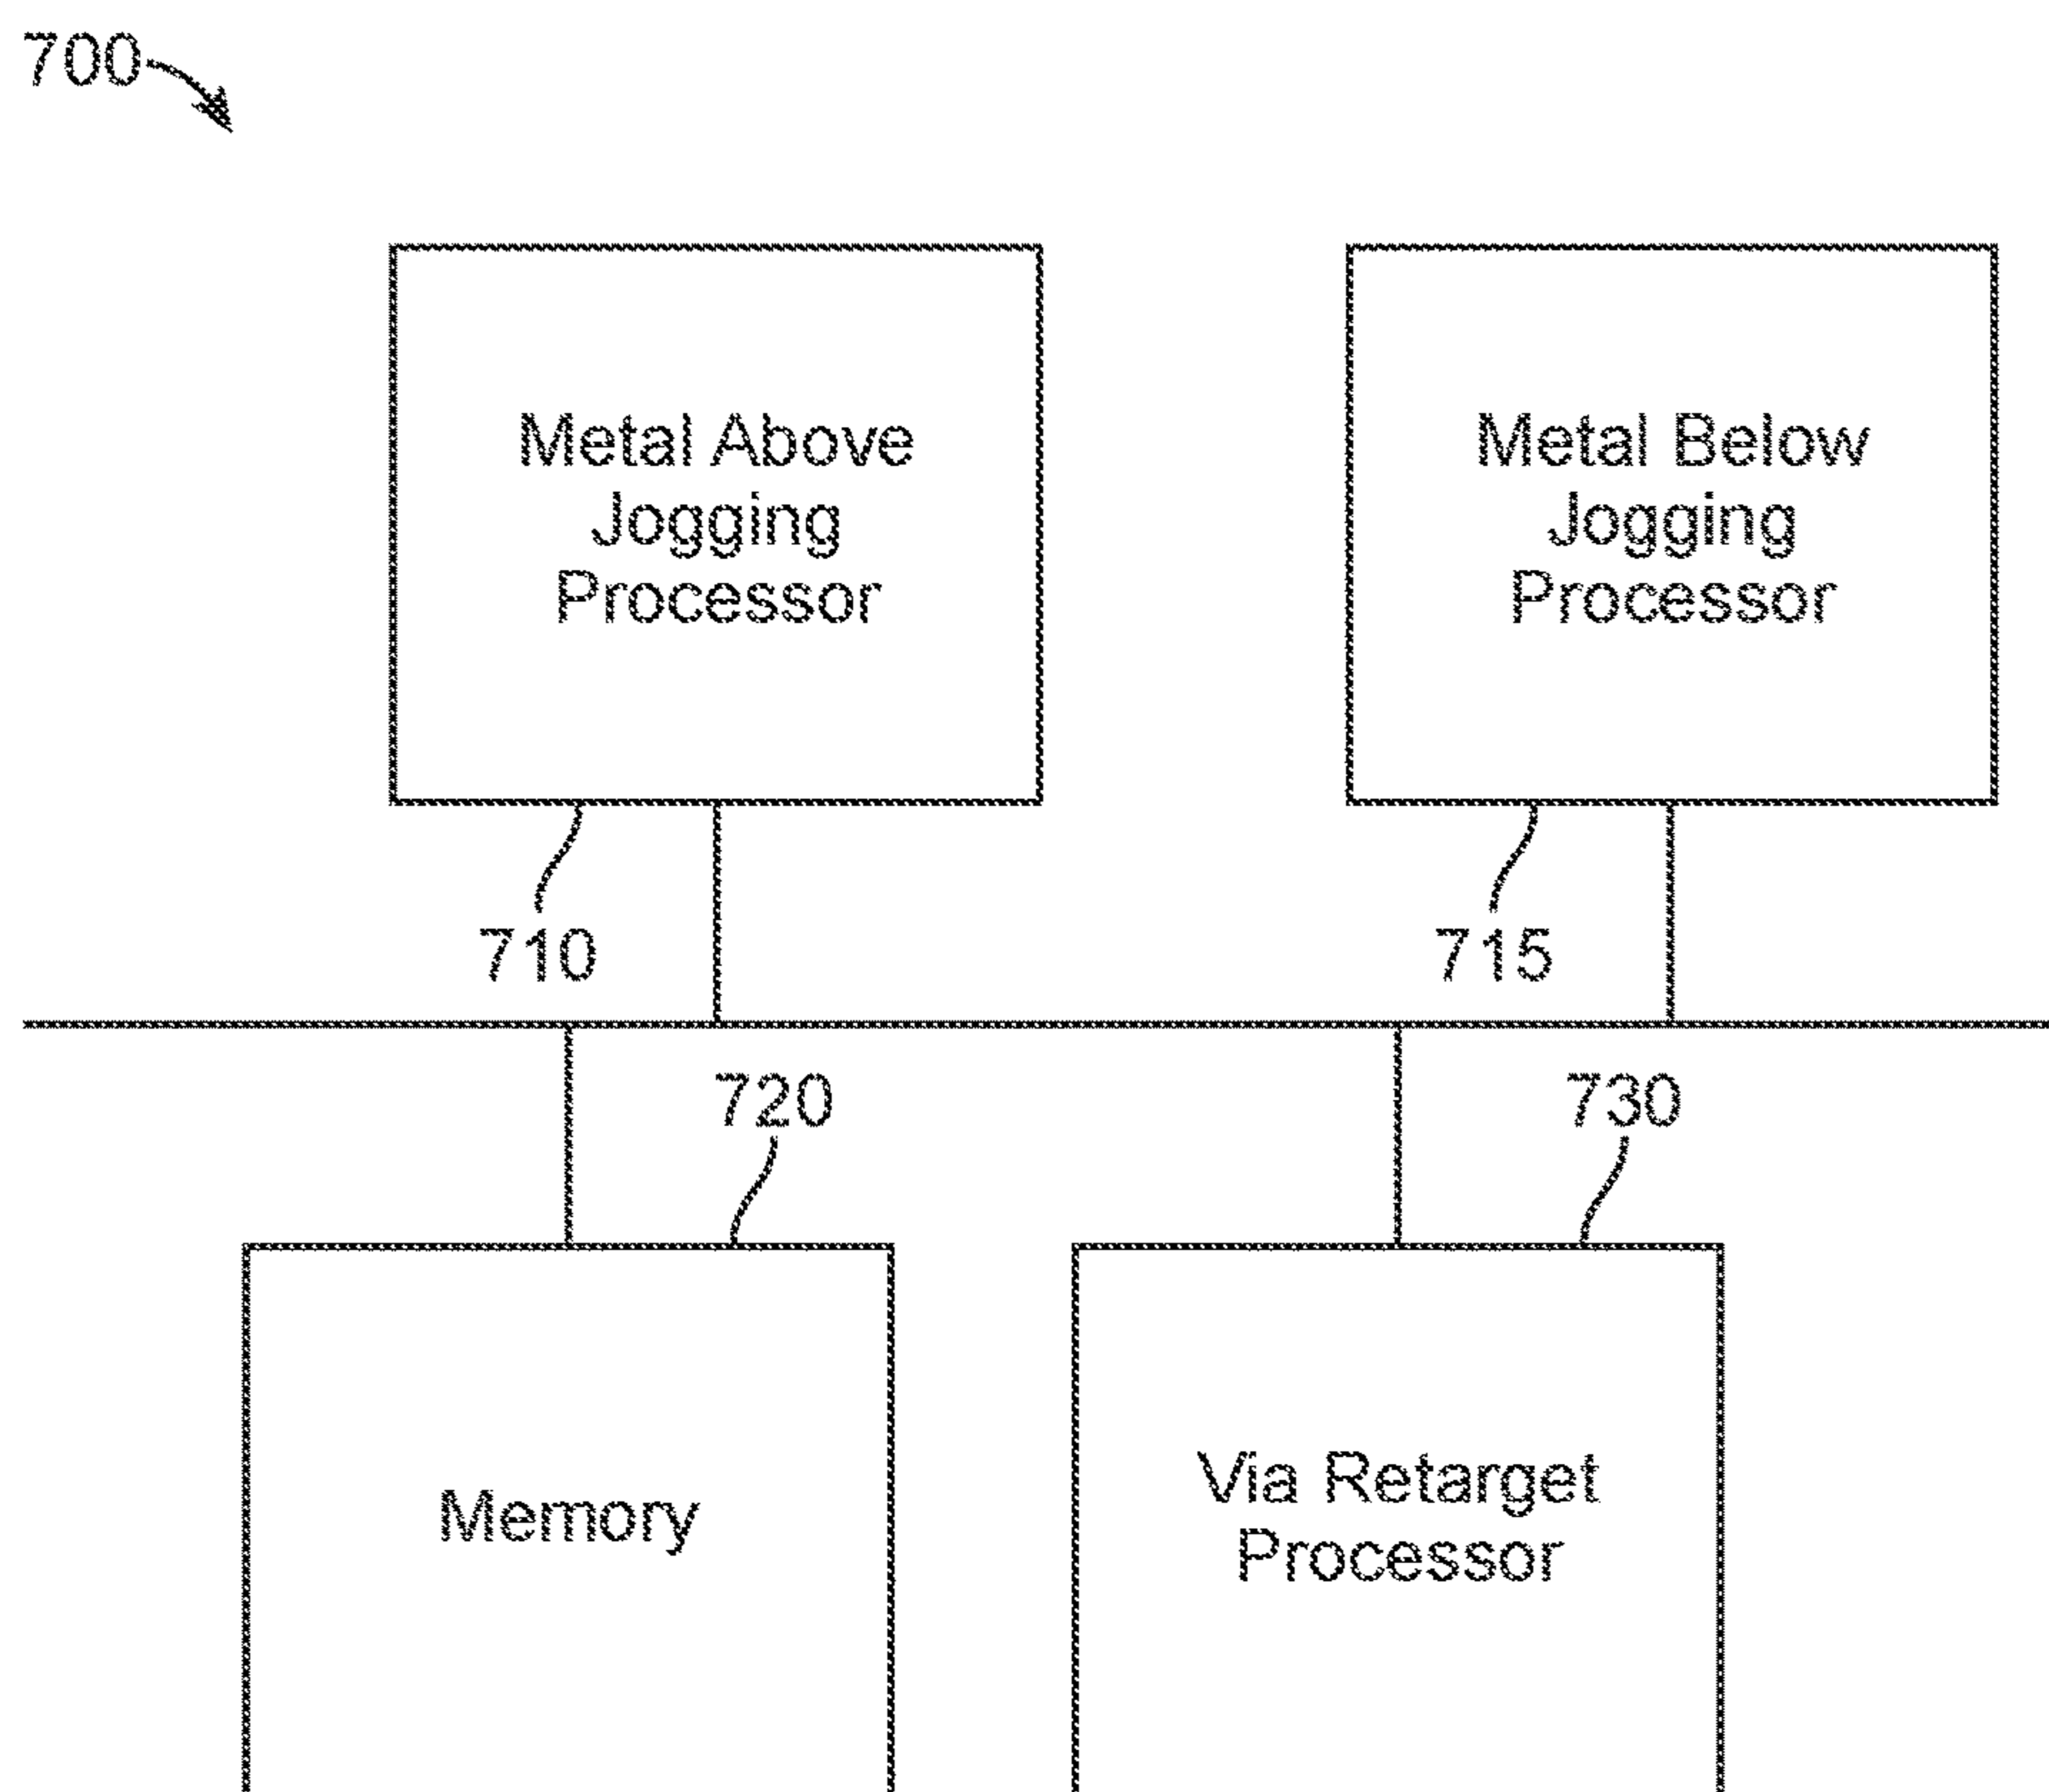 700
Metal Above
Jogging
Processor
Metal Below
Jogging
Processor
710
715
720
730
Memory
Via Retarget
Processor